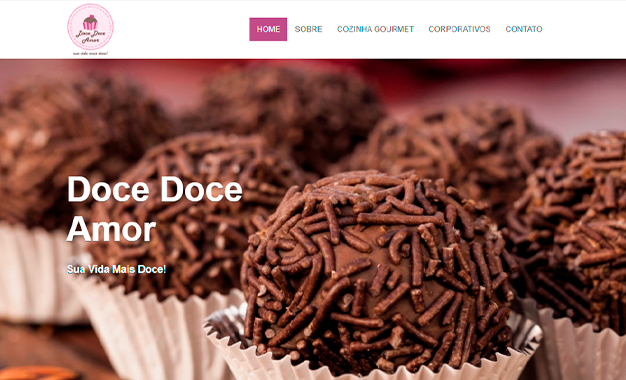 Doce Doce
Amor
sua vida mais doce!
HOME
SOBRE
COZINHA GOURMET
CORPORATIVOS
CONTATO
Doce Doce
Amor
Sua Vida Mais Doce!